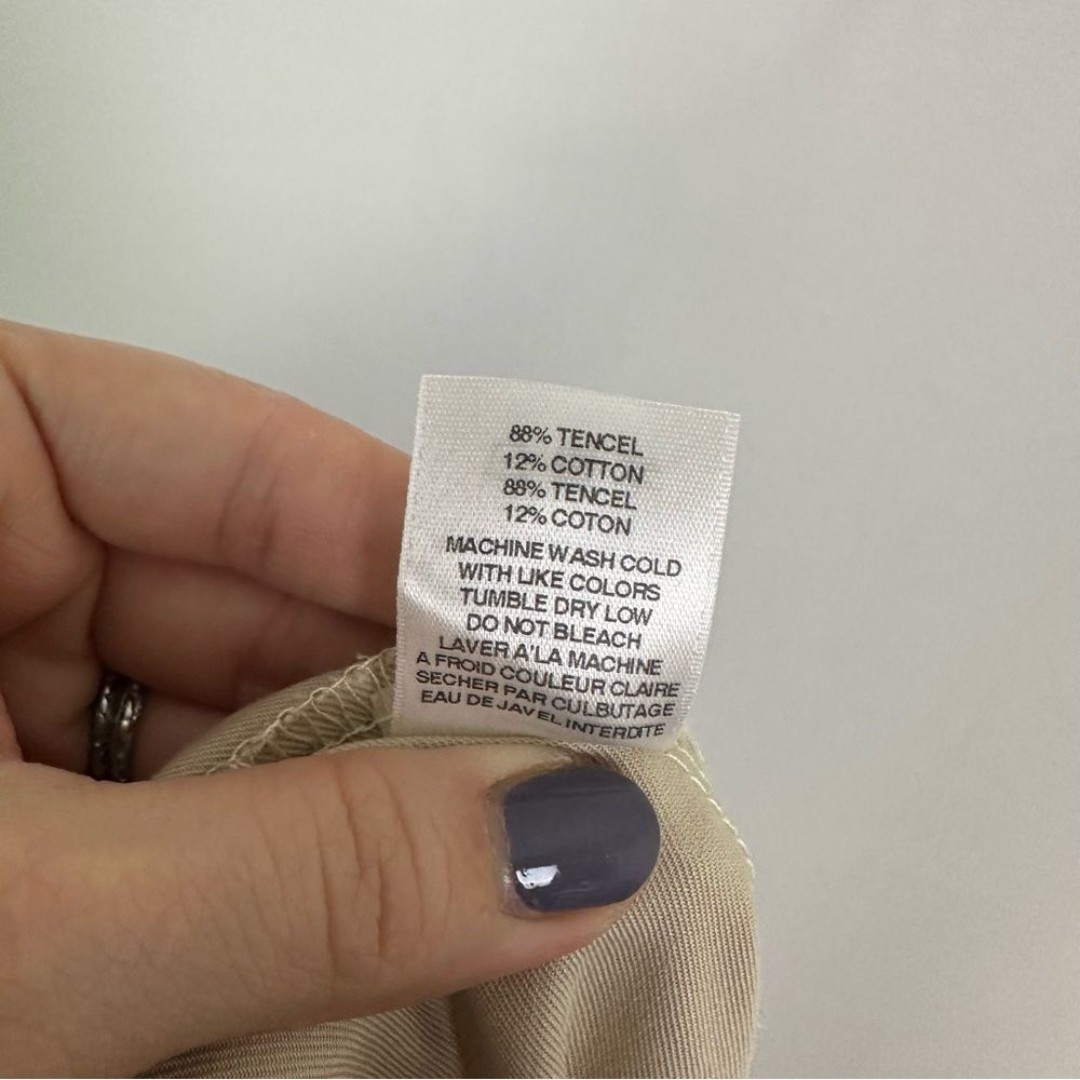 88% TENCEL
12% COTTON
88% TENCEL
12% COTON
MACHINE WASH COLD
WITH LIKE COLORS
TUMBLE DRY LOW
DO NOT BLEACH
LAVER A'LA MACHINE
A FROID COULEUR CLAIRE
SECHER PAR CULBUTAGE
EAU DE JAVEL INTERDITE